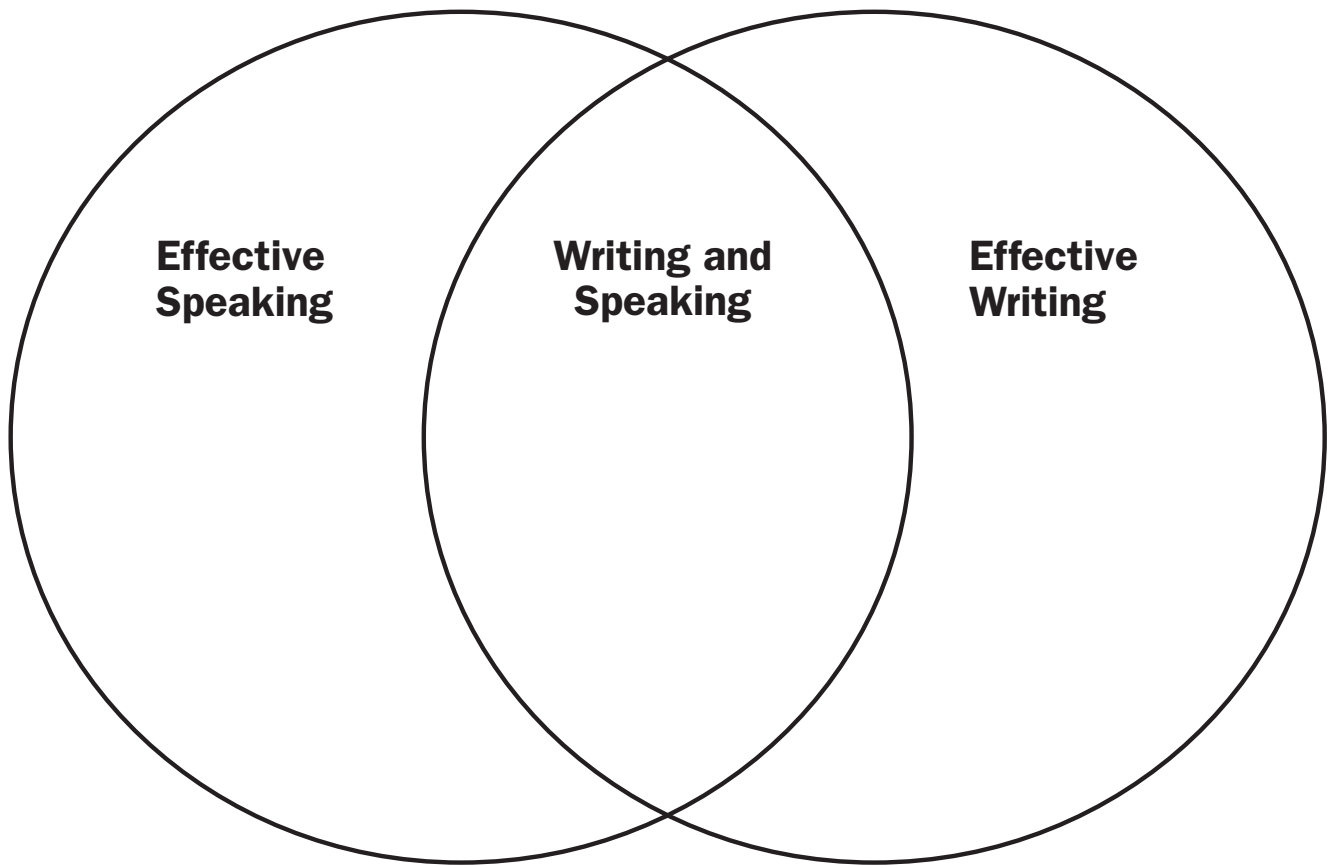 Effective
Speaking
Writing and
Speaking
Effective
Writing